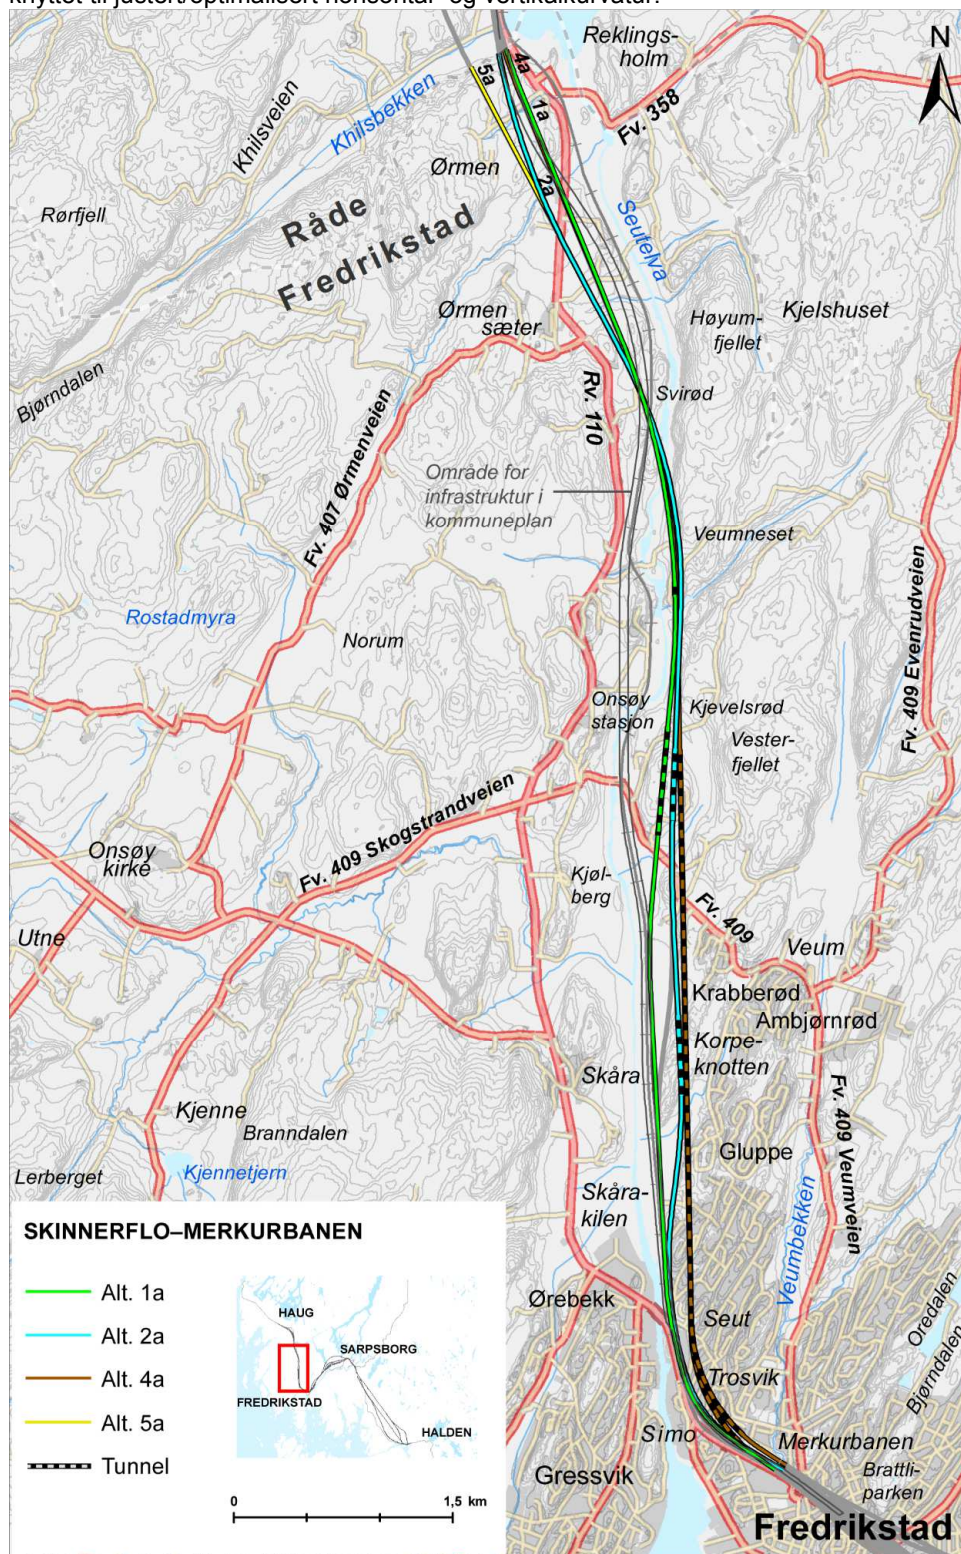 knyttet til justert/optimalisert horisontal- og vertikalkurvatur.
Reklings-
holm
N
5a
4a
1a
2a
Khilsveien
Khilsbekken
Fv. 358
Ørmen
Rørfjell
Råde
Fredrikstad
Seutelva
Ørmen
sæter
Høyum-
fjellet
Kjelshuset
Bjørndalen
Rv. 110
Svirød
Fv. 407 Ørmenveien
Område for
infrastruktur i
kommuneplan
Veumneset
Rostadmyra
Norum
Fv. 409 Evenrudveien
Onsøy
stasjon
Kjevelsrød
Vester-
fjellet
Fv. 409 Skogstrandveien
Onsøy
kirke
Kjøl-
berg
Fv. 409
Utne
Veum
Krabberød
Ambjørnrød
Korpe-
knotten
Skåra
Fv. 409 Veumveien
Kjenne
Branndalen
Gluppe
Lerberget
Kjennetjern
Skåra-
kilen
Veumbekken
SKINNERFLO–MERKURBANEN
Alt. 1a
Alt. 2a
Alt. 4a
Alt. 5a
Tunnel
HAUG
SARPSBORG
FREDRIKSTAD
HALDEN
0 1,5 km
Ørebekk
Seut
Oredalen
Bjørndalen
Trosvik
Simo
Merkurbanen
Gressvik
Brattli-
parken
Fredrikstad